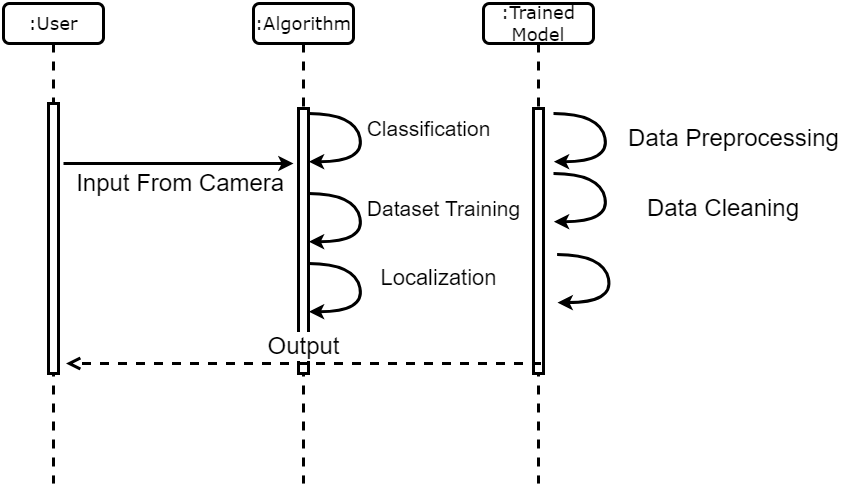 :User
:Algorithm
:Trained
Model
Classification
Data Preprocessing
Input From Camera
Dataset Training
Data Cleaning
Localization
Output